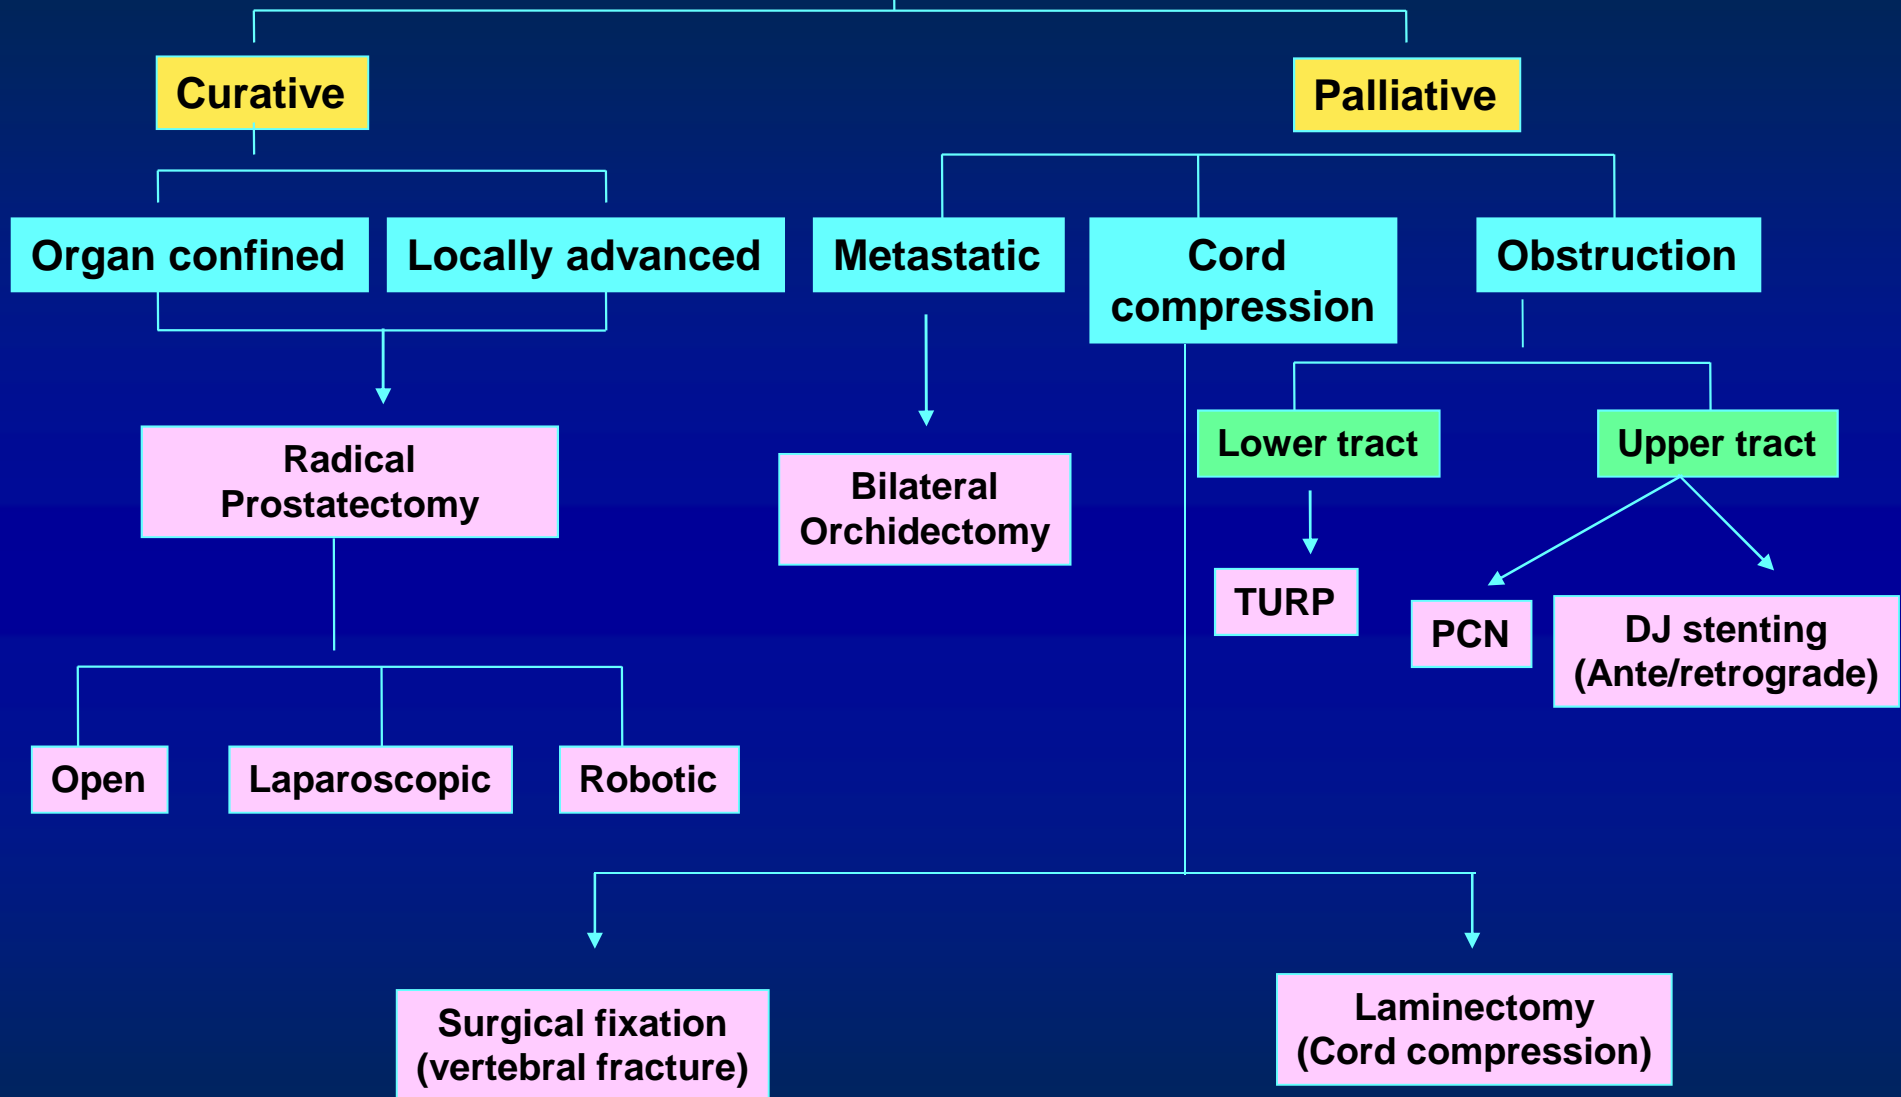 Curative
Palliative
Organ confined
Locally advanced
Metastatic
Cord
compression
Obstruction
Lower tract
Upper tract
Radical
Prostatectomy
Bilateral
Orchidectomy
TURP
PCN
DJ stenting
(Ante/retrograde)
Open
Laparoscopic
Robotic
Surgical fixation
(vertebral fracture)
Laminectomy
(Cord compression)